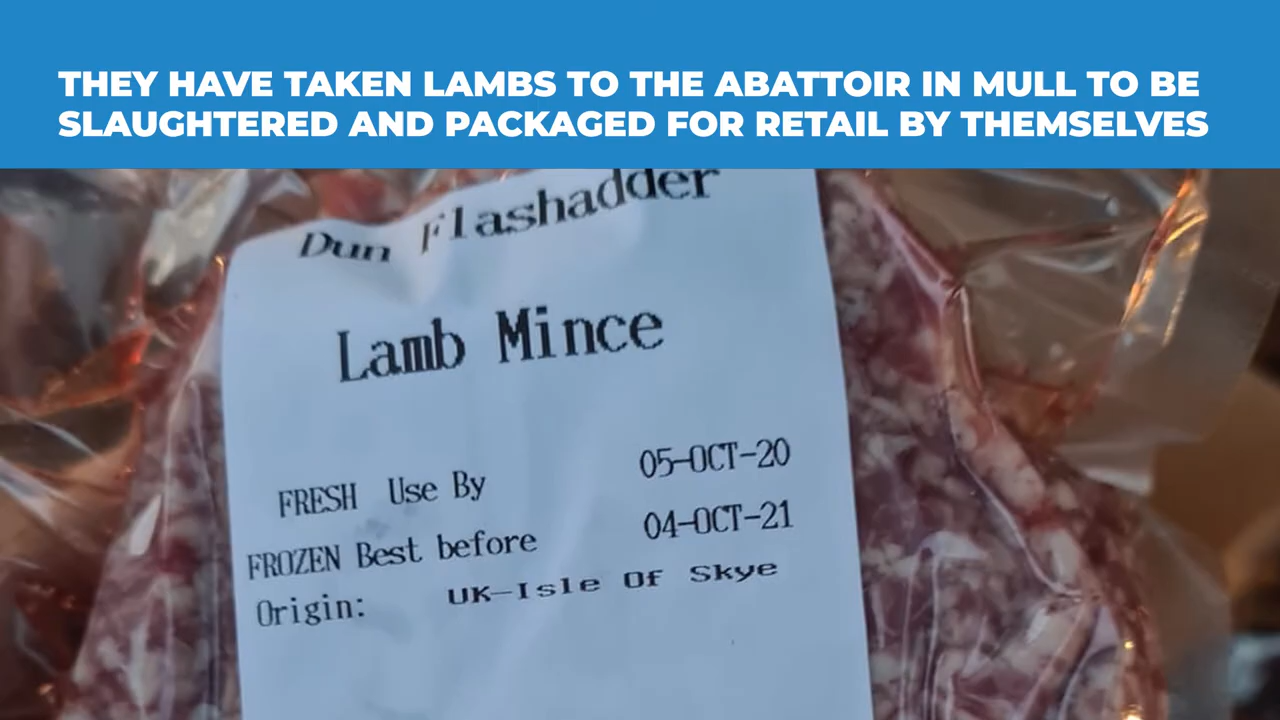 THEY HAVE TAKEN LAMBS TO THE ABATTOIR IN MULL TO BE
SLAUGHTERED AND PACKAGED FOR RETAIL BY THEMSELVES
Dun Flashadder
Lamb Mince
FRESH Use By 05-OCT-20
FROZEN Best before 04-OCT-21
Origin: UK-Isle Of Skye